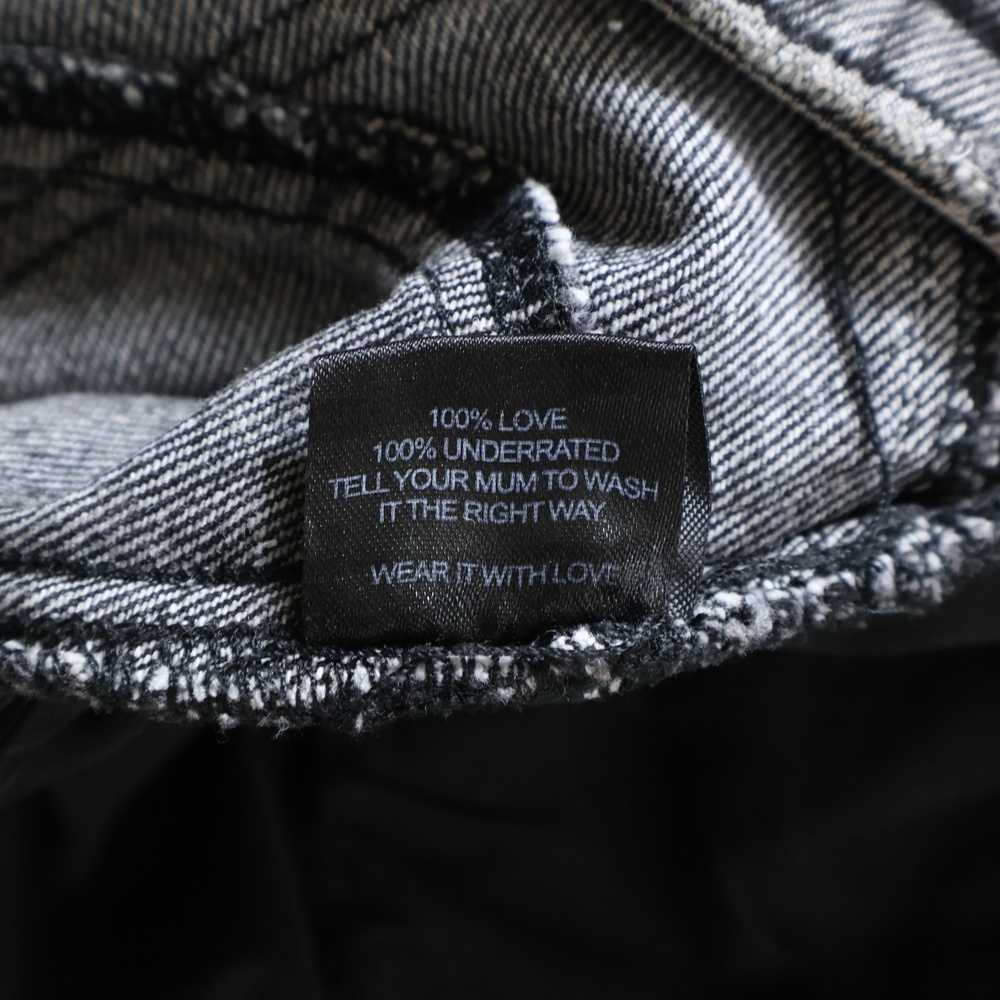 100% LOVE
100% UNDERRATED
TELL YOUR MUM TO WASH
IT THE RIGHT WAY
WEAR IT WITH LOVE